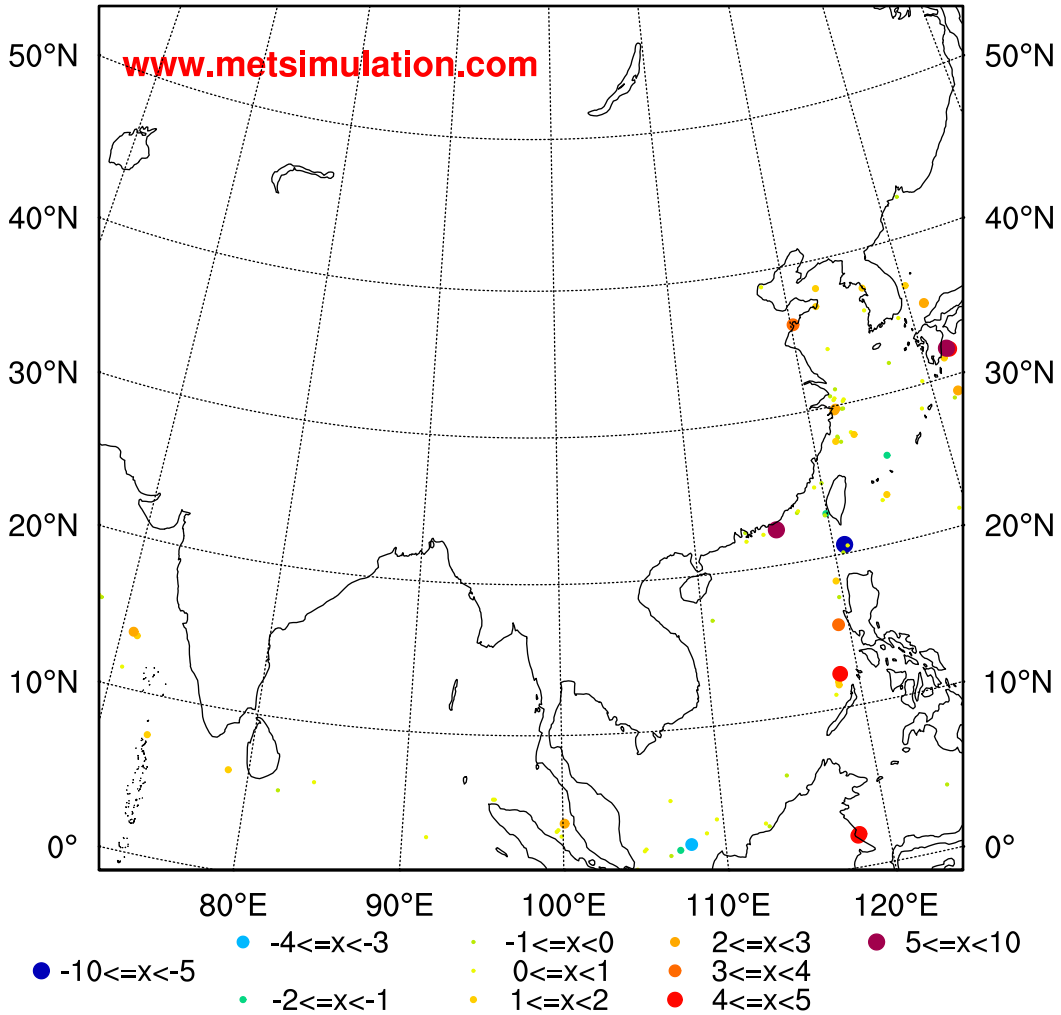 www.metsimulation.com
50°N 50°N
40°N 40°N
30°N 30°N
20°N 20°N
10°N 10°N
0° 0°
80°E 90°E 100°E 110°E 120°E
-4<=x<-3 -1<=x<0 2<=x<3 5<=x<10
-10<=x<-5 0<=x<1 3<=x<4
-2<=x<-1 1<=x<2 4<=x<5